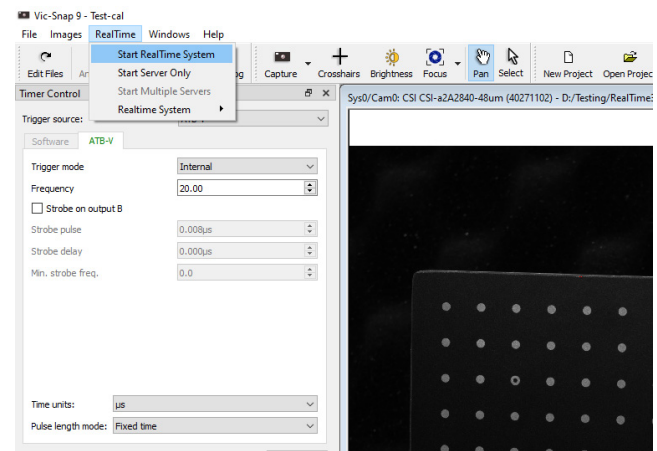 Vic-Snap 9 - Test-cal
File Images RealTime Windows Help
Start RealTime System
Start Server Only
Start Multiple Servers
Realtime System
Edit Files Capture Crosshairs Brightness Focus Pan Select New Project Open Projec
Timer Control
Sys0/Cam0: CSI CSI-a2A2840-48um (40271102) - D:/Testing/RealTime3
Trigger source:
Software ATB-V
Trigger mode Internal
Frequency 20.00
Strobe on output B
Strobe pulse 0.008µs
Strobe delay 0.000µs
Min. strobe freq. 0.0
Time units: µs
Pulse length mode: Fixed time